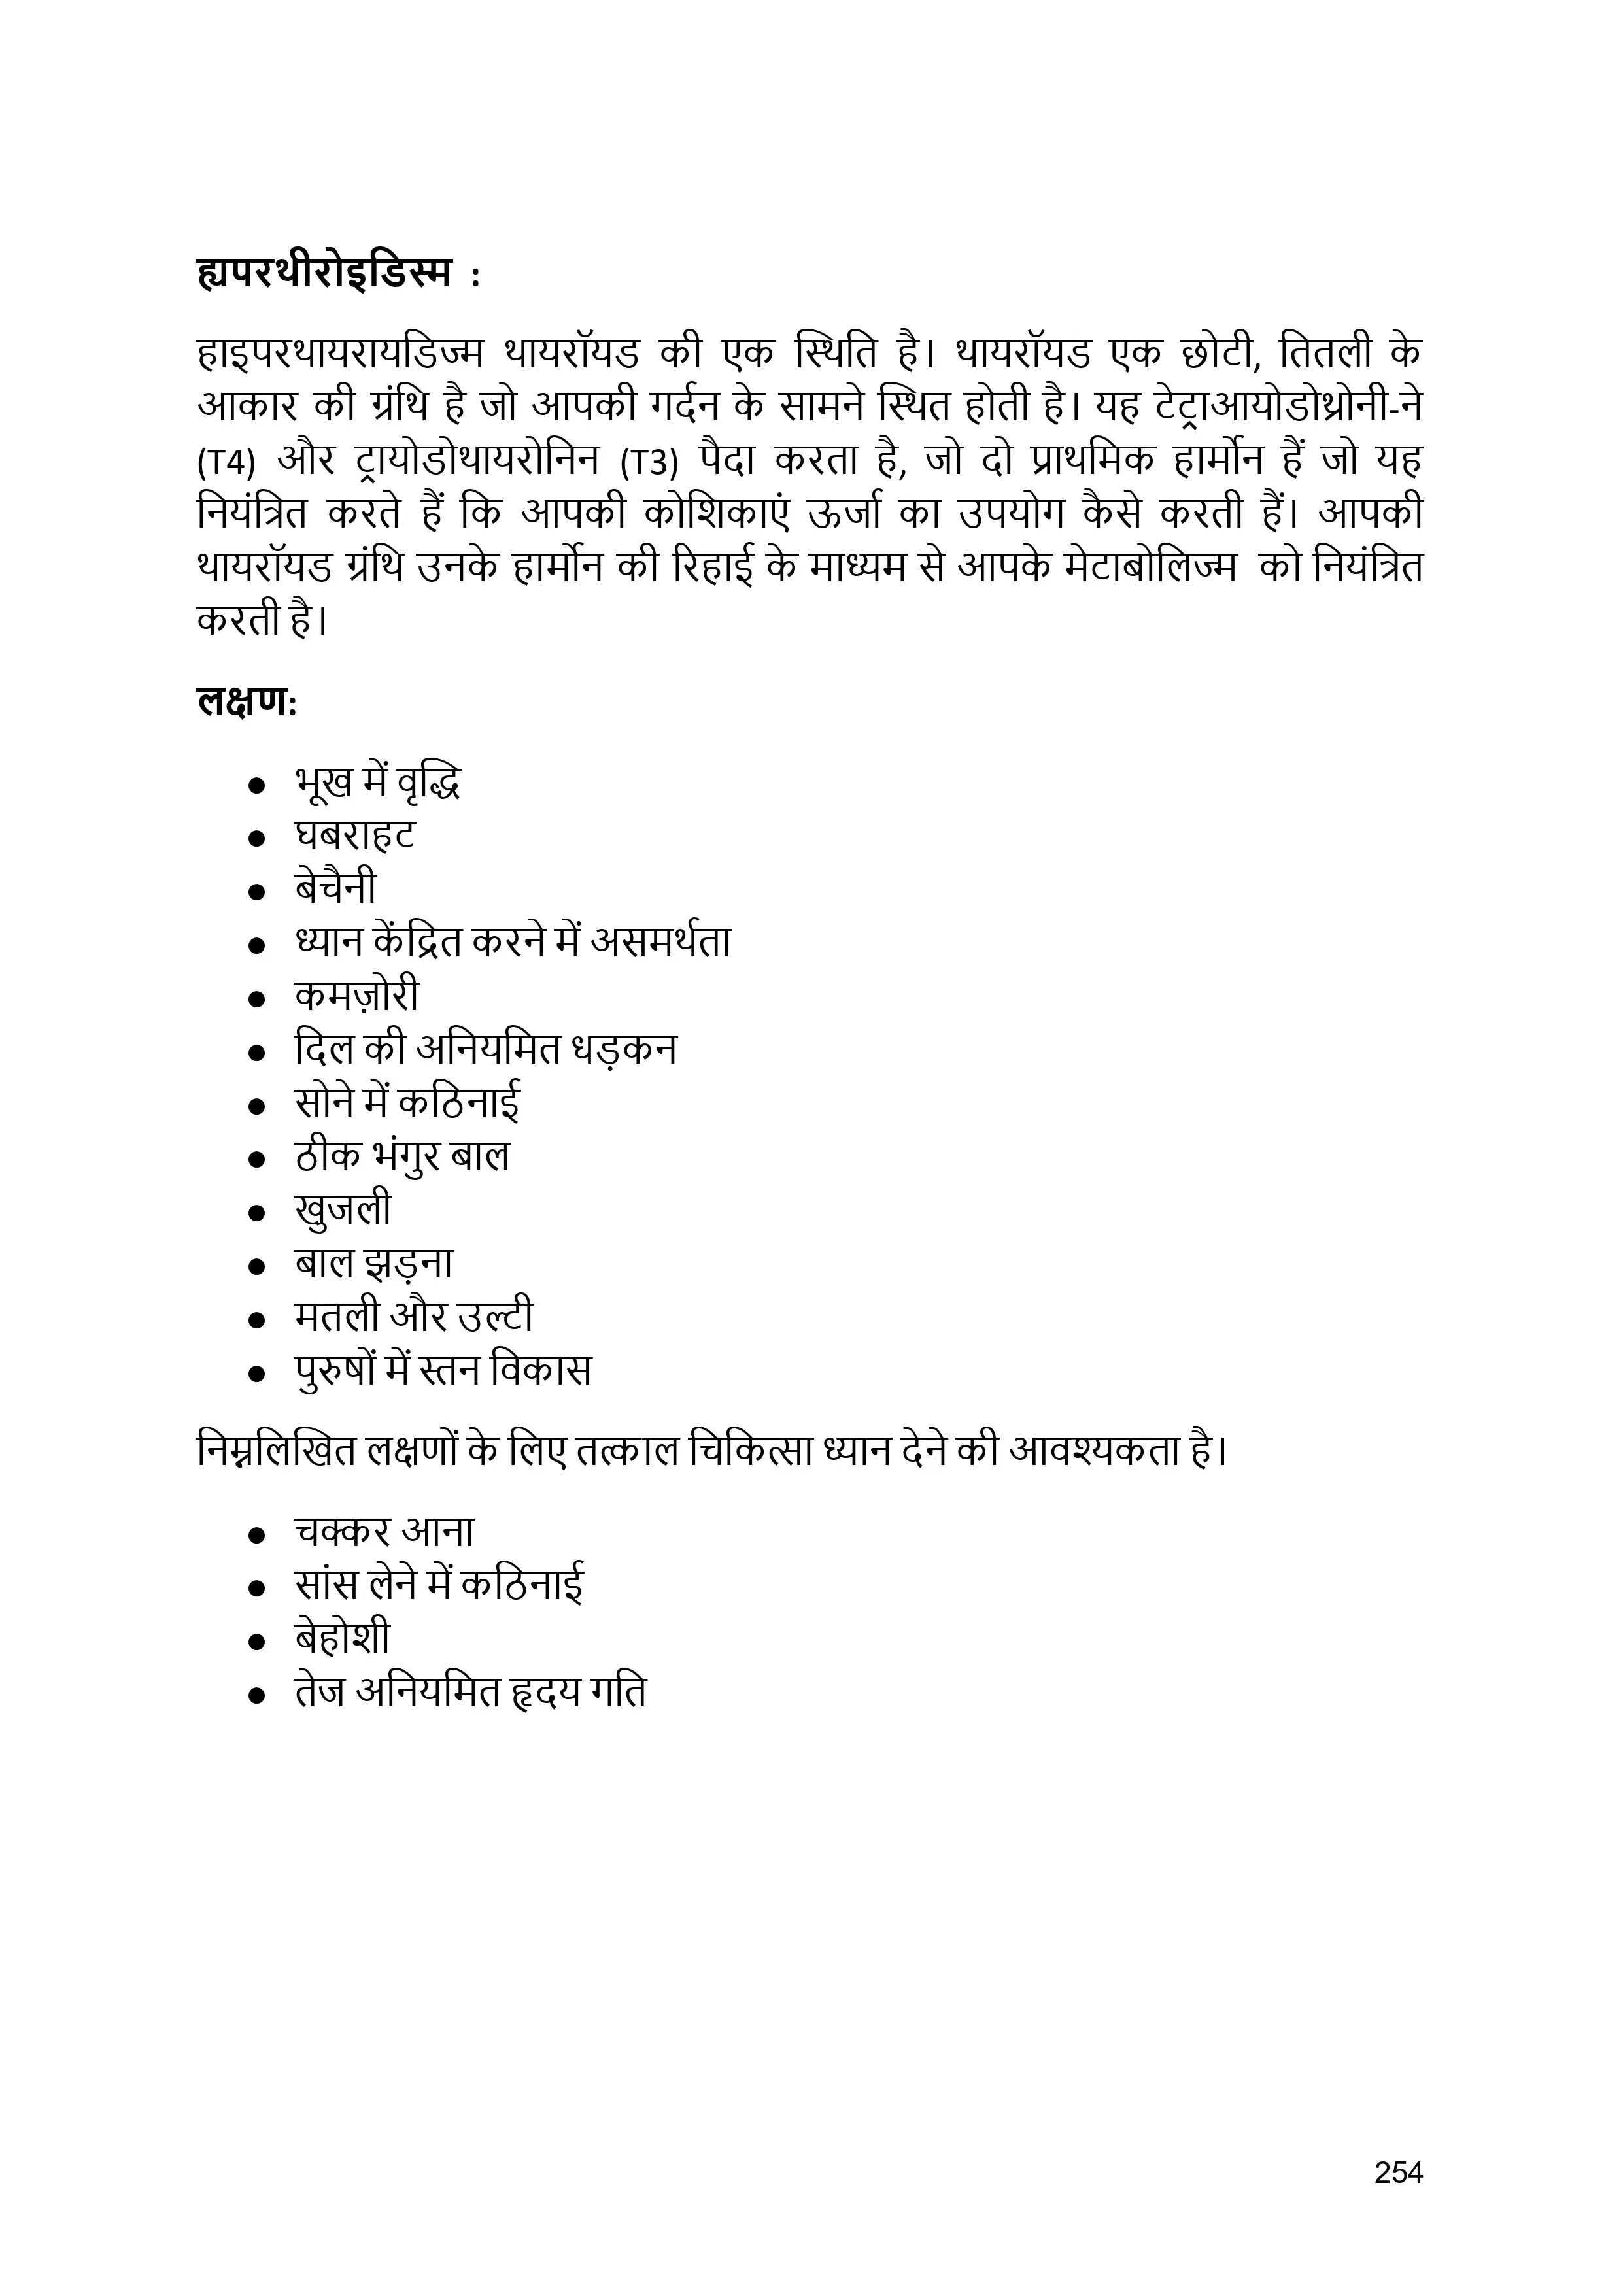 ह्यपरथीरोइडिस्म :
हाइपरथायरायडिज्म थायरॉयड की एक स्थिति है। थायरॉयड एक छोटी, तितली के
आकार की ग्रंथि है जो आपकी गर्दन के सामने स्थित होती है। यह टेट्राआयोडोथ्रोनी-ने
(T4) और ट्रायोडोथायरोनिन (T3) पैदा करता है, जो दो प्राथमिक हार्मोन हैं जो यह
नियंत्रित करते हैं कि आपकी कोशिकाएं ऊर्जा का उपयोग कैसे करती हैं। आपकी
थायरॉयड ग्रंथि उनके हार्मोन की रिहाई के माध्यम से आपके मेटाबोलिज्म को नियंत्रित
करती है।
लक्षण:
● भूख में वृद्धि
● घबराहट
● बेचैनी
● ध्यान केंद्रित करने में असमर्थता
● कमज़ोरी
● दिल की अनियमित धड़कन
● सोने में कठिनाई
● ठीक भंगुर बाल
● खुजली
● बाल झड़ना
● मतली और उल्टी
● पुरुषों में स्तन विकास
निम्नलिखित लक्षणों के लिए तत्काल चिकित्सा ध्यान देने की आवश्यकता है।
● चक्कर आना
● सांस लेने में कठिनाई
● बेहोशी
● तेज अनियमित हृदय गति
254